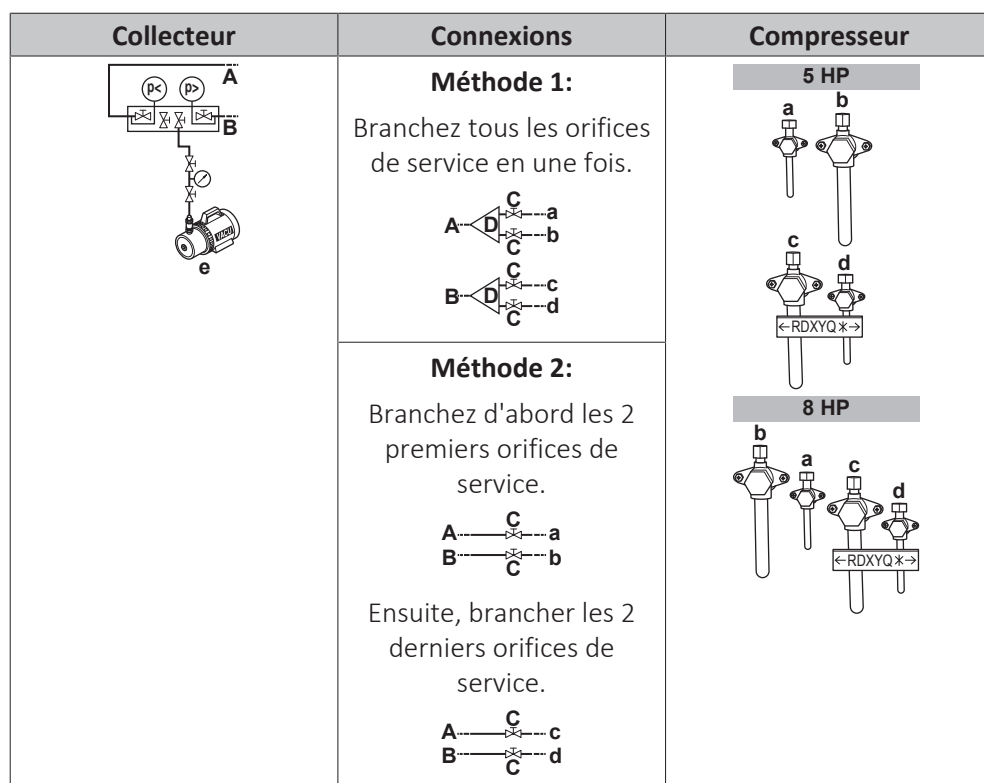 Collecteur
Connexions
Compresseur
A
p<
p>
B
VACU
e
Méthode 1:
Branchez tous les orifices
de service en une fois.
C
A D a
b
C
C
B D c
d
C
Méthode 2:
Branchez d'abord les 2
premiers orifices de
service.
C
A a
B b
C
Ensuite, brancher les 2
derniers orifices de
service.
C
A c
B d
C
5 HP
a b
c d
←RDXYQ*→
8 HP
b a c d
←RDXYQ*→